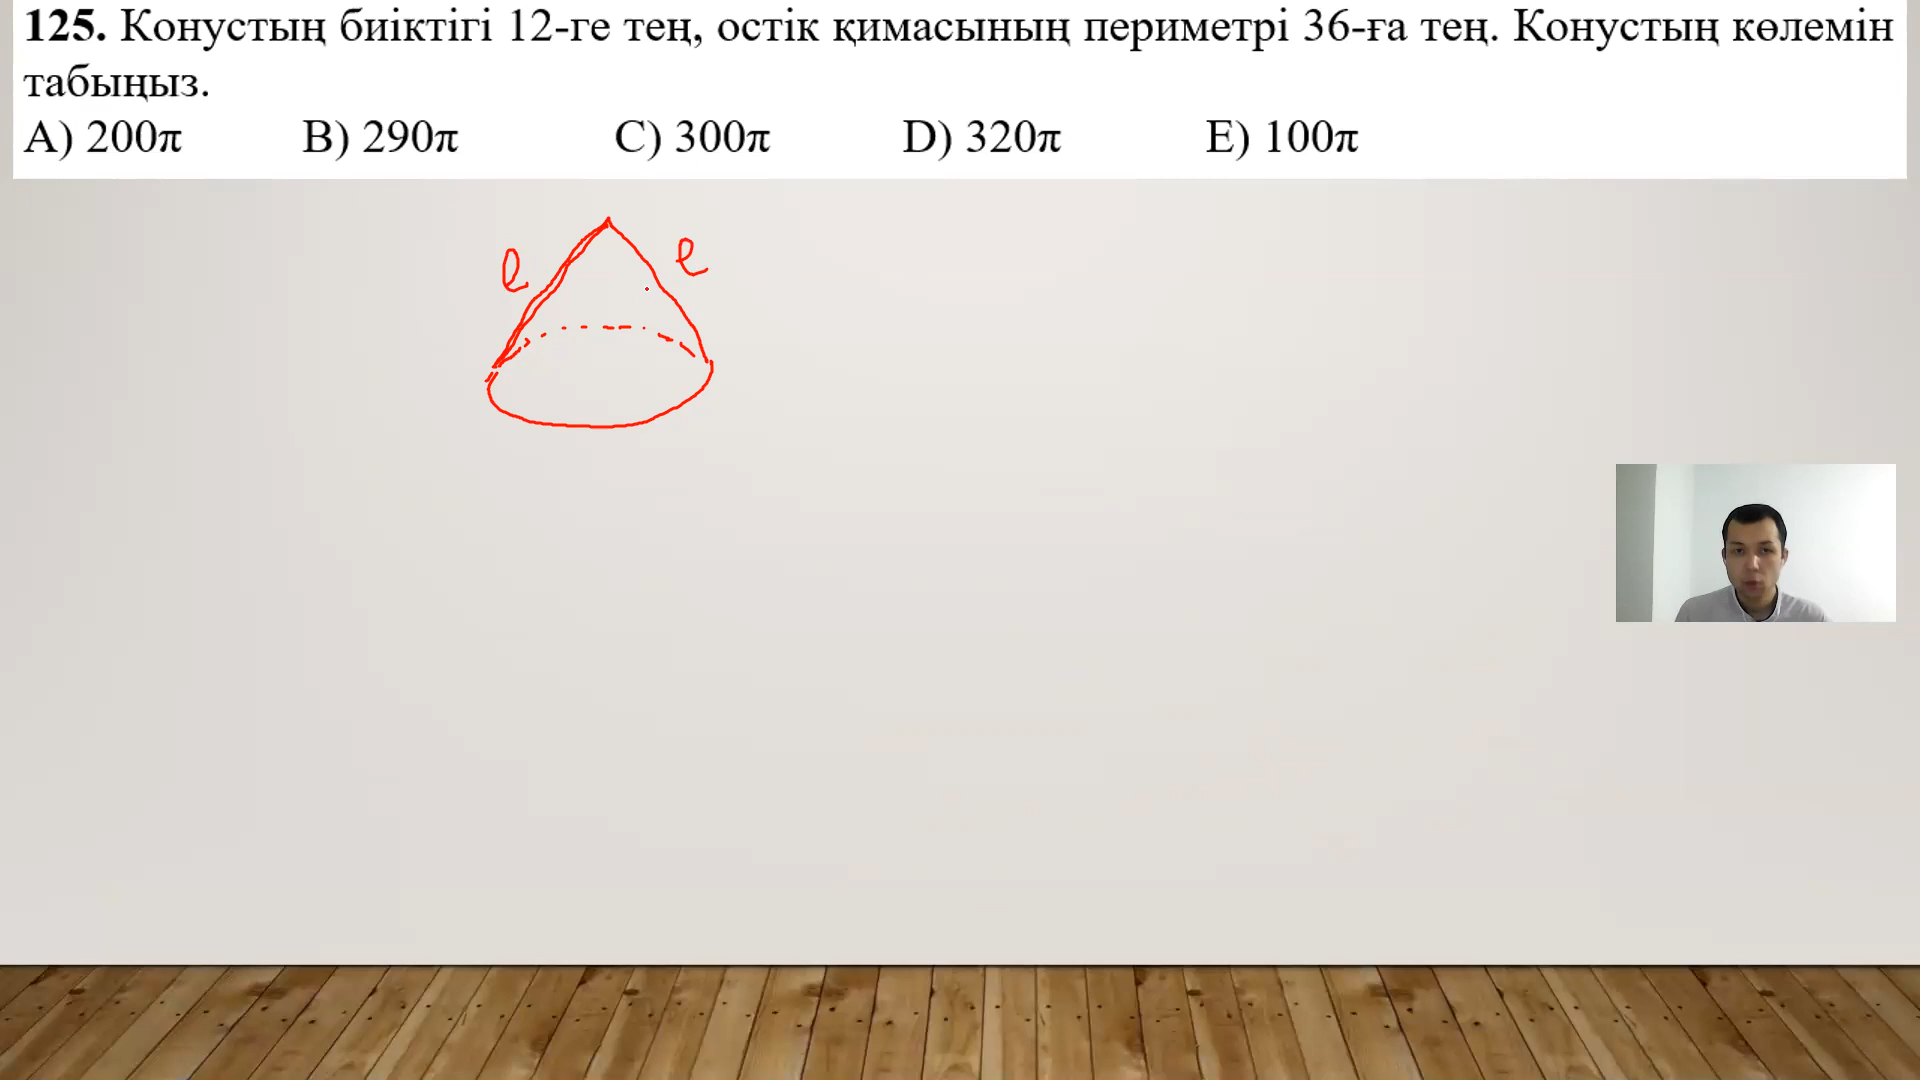 125. Конустың биіктігі 12-ге тең, остік қимасының периметрі 36-ға тең. Конустың көлемін
табыңыз.
A) 200π B) 290π C) 300π D) 320π E) 100π
l l